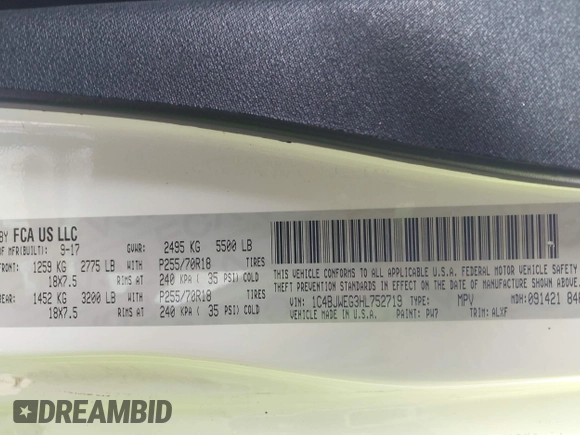 BY FCA US LLC
OF MFR(BUILT): 9-17 GVWR: 2495 KG 5500 LB
FRONT: 1259 KG 2775 LB WITH P255/70R18
18X7.5 RIMS AT 240 KPA ( 35 PSI) COLD
REAR: 1452 KG 3200 LB WITH P255/70R18
18X7.5 RIMS AT 240 KPA ( 35 PSI) COLD
THIS VEHICLE CONFORMS TO ALL APPLICABLE U.S.A. FEDERAL MOTOR VEHICLE SAFETY
THEFT PREVENTION STANDARDS IN EFFECT ON THE DATE OF MANUFACTURE SHOWN ABO
VIN: 1C4BJWEG3HL752719 TYPE: MPV MDH: 091421 840
VEHICLE MADE IN U.S.A. PAINT: PW7 TRIM: ALXF
DREAMBID